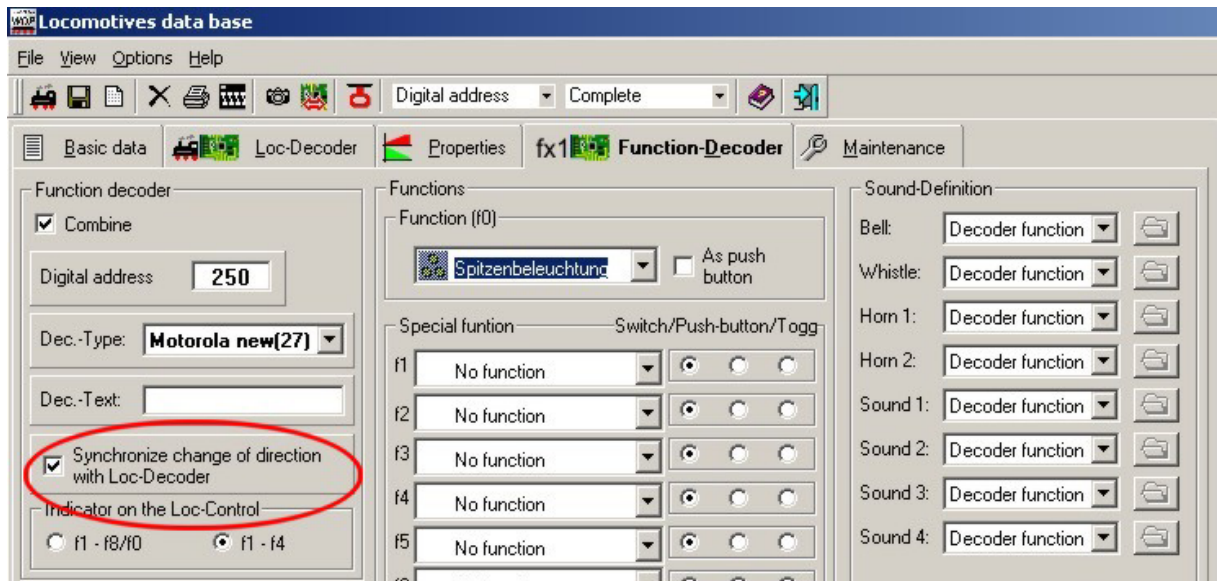 Locomotives data base
File View Options Help
Digital address Complete
Basic data Loc-Decoder Properties fx1 Function-Decoder Maintenance
Function decoder
Combine
Digital address 250
Dec.-Type: Motorola new(27)
Dec.-Text:
Synchronize change of direction
with Loc-Decoder
Indicator on the Loc-Control
f1 - f8/f0 f1 - f4
Functions
Function (f0)
Spitzenbeleuchtung
As push
button
Special funtion Switch/Push-button/Togg
f1 No function
f2 No function
f3 No function
f4 No function
f5 No function
Sound-Definition
Bell: Decoder function
Whistle: Decoder function
Horn 1: Decoder function
Horn 2: Decoder function
Sound 1: Decoder function
Sound 2: Decoder function
Sound 3: Decoder function
Sound 4: Decoder function